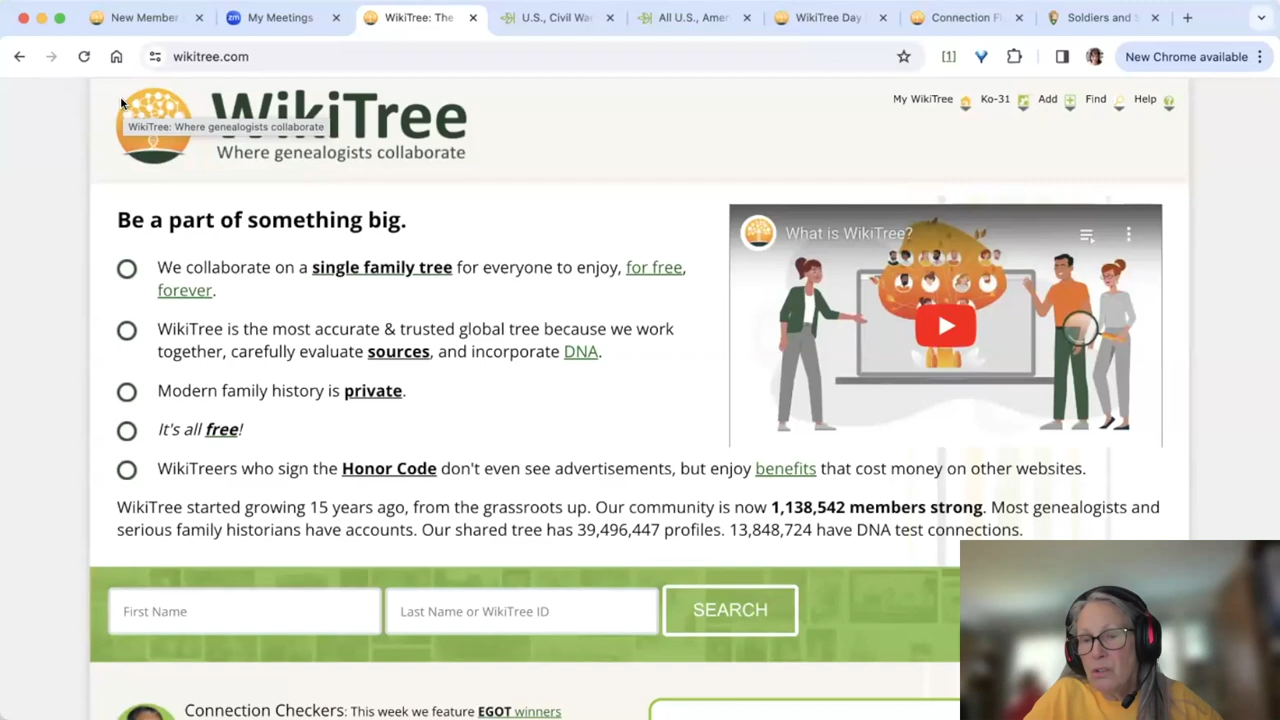 New Member
My Meetings
WikiTree: The
U.S., Civil Wa
All U.S., Amer
WikiTree Day
Connection Fi
Soldiers and S
wikitree.com
[1]
New Chrome available
WikiTree
WikiTree: Where genealogists collaborate
Where genealogists collaborate
My WikiTree
Ko-31
Add
Find
Help
Be a part of something big.
We collaborate on a single family tree for everyone to enjoy, for free,
forever.
WikiTree is the most accurate & trusted global tree because we work
together, carefully evaluate sources, and incorporate DNA.
Modern family history is private.
It's all free!
What is WikiTree?
WikiTreers who sign the Honor Code don't even see advertisements, but enjoy benefits that cost money on other websites.
WikiTree started growing 15 years ago, from the grassroots up. Our community is now 1,138,542 members strong. Most genealogists and
serious family historians have accounts. Our shared tree has 39,496,447 profiles. 13,848,724 have DNA test connections.
First Name
Last Name or WikiTree ID
SEARCH
Connection Checkers: This week we feature EGOT winners